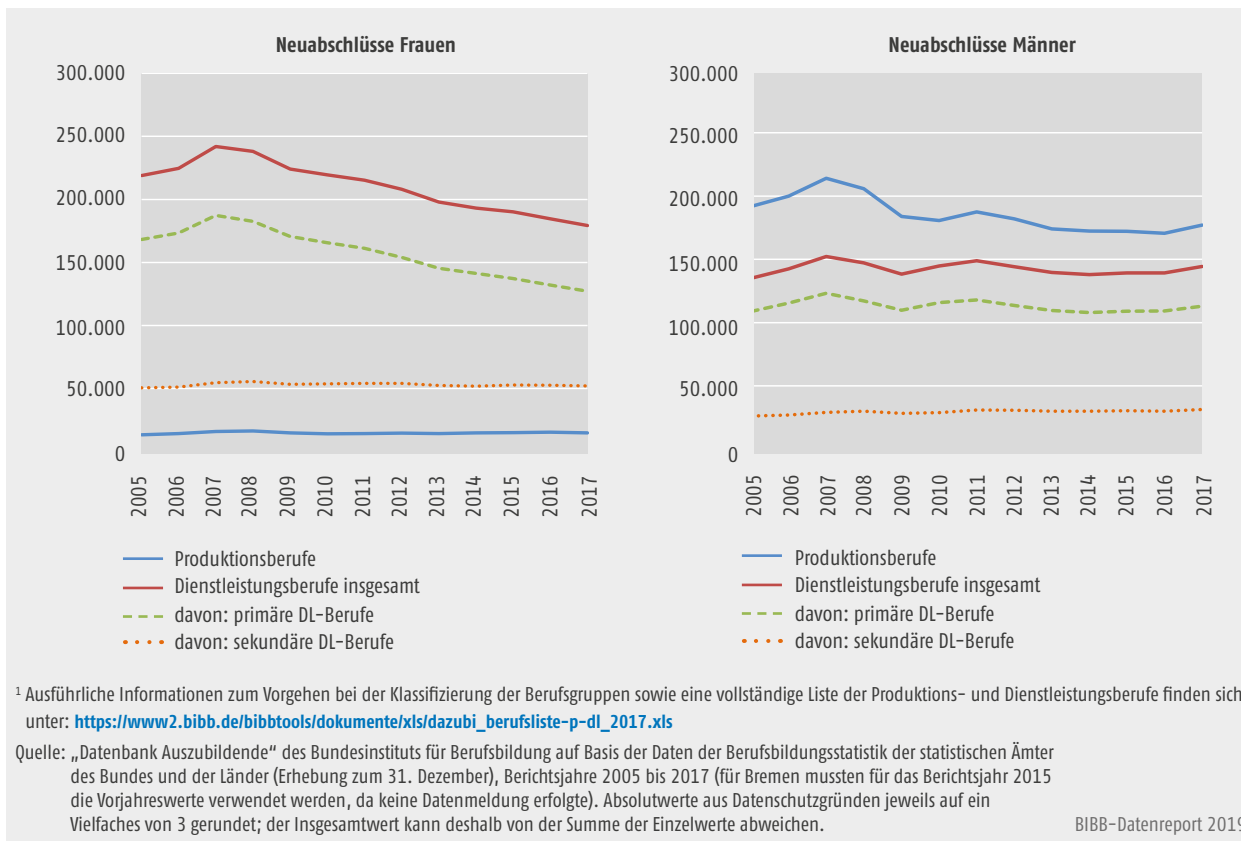 Neuabschlüsse Frauen
300.000
250.000
200.000
150.000
100.000
50.000
0
2005 2006 2007 2008 2009 2010 2011 2012 2013 2014 2015 2016 2017
Produktionsberufe
Dienstleistungsberufe insgesamt
davon: primäre DL-Berufe
davon: sekundäre DL-Berufe
Neuabschlüsse Männer
300.000
250.000
200.000
150.000
100.000
50.000
0
2005 2006 2007 2008 2009 2010 2011 2012 2013 2014 2015 2016 2017
Produktionsberufe
Dienstleistungsberufe insgesamt
davon: primäre DL-Berufe
davon: sekundäre DL-Berufe
¹ Ausführliche Informationen zum Vorgehen bei der Klassifizierung der Berufsgruppen sowie eine vollständige Liste der Produktions- und Dienstleistungsberufe finden sich
unter: https://www2.bibb.de/bibbtools/dokumente/xls/dazubi_berufsliste-p-dl_2017.xls
Quelle: „Datenbank Auszubildende“ des Bundesinstituts für Berufsbildung auf Basis der Daten der Berufsbildungsstatistik der statistischen Ämter
des Bundes und der Länder (Erhebung zum 31. Dezember), Berichtsjahre 2005 bis 2017 (für Bremen mussten für das Berichtsjahr 2015
die Vorjahreswerte verwendet werden, da keine Datenmeldung erfolgte). Absolutwerte aus Datenschutzgründen jeweils auf ein
Vielfaches von 3 gerundet; der Insgesamtwert kann deshalb von der Summe der Einzelwerte abweichen.
BIBB-Datenreport 2019